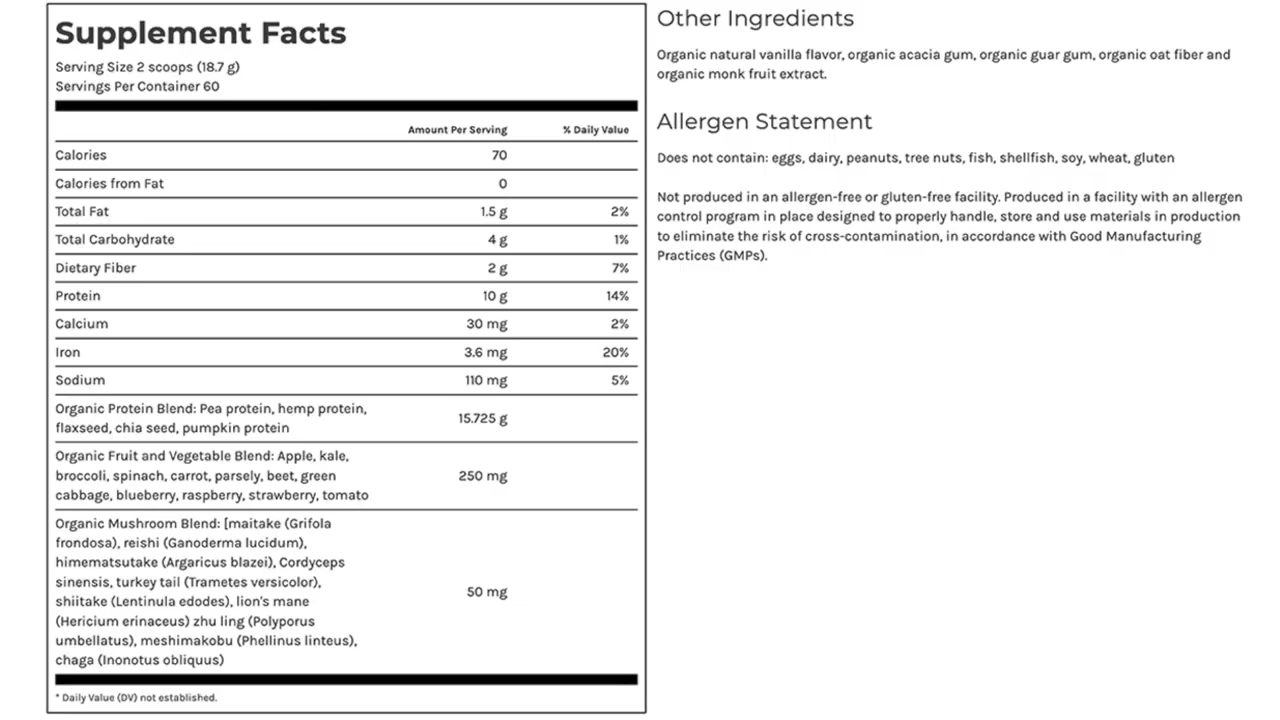 Supplement Facts
Serving Size 2 scoops (18.7 g)
Servings Per Container 60
Amount Per Serving % Daily Value
Calories 70
Calories from Fat 0
Total Fat 1.5 g 2%
Total Carbohydrate 4 g 1%
Dietary Fiber 2 g 7%
Protein 10 g 14%
Calcium 30 mg 2%
Iron 3.6 mg 20%
Sodium 110 mg 5%
Organic Protein Blend: Pea protein, hemp protein,
flaxseed, chia seed, pumpkin protein
15.725 g
Organic Fruit and Vegetable Blend: Apple, kale,
broccoli, spinach, carrot, parsely, beet, green
cabbage, blueberry, raspberry, strawberry, tomato
250 mg
Organic Mushroom Blend: [maitake (Grifola
frondosa), reishi (Ganoderma lucidum),
himematsutake (Argaricus blazei), Cordyceps
sinensis, turkey tail (Trametes versicolor),
shiitake (Lentinula edodes), lion's mane
(Hericium erinaceus) zhu ling (Polyporus
umbellatus), meshimakobu (Phellinus linteus),
chaga (Inonotus obliquus)
50 mg
* Daily Value (DV) not established.
Other Ingredients
Organic natural vanilla flavor, organic acacia gum, organic guar gum, organic oat fiber and
organic monk fruit extract.
Allergen Statement
Does not contain: eggs, dairy, peanuts, tree nuts, fish, shellfish, soy, wheat, gluten
Not produced in an allergen-free or gluten-free facility. Produced in a facility with an allergen
control program in place designed to properly handle, store and use materials in production
to eliminate the risk of cross-contamination, in accordance with Good Manufacturing
Practices (GMPs).